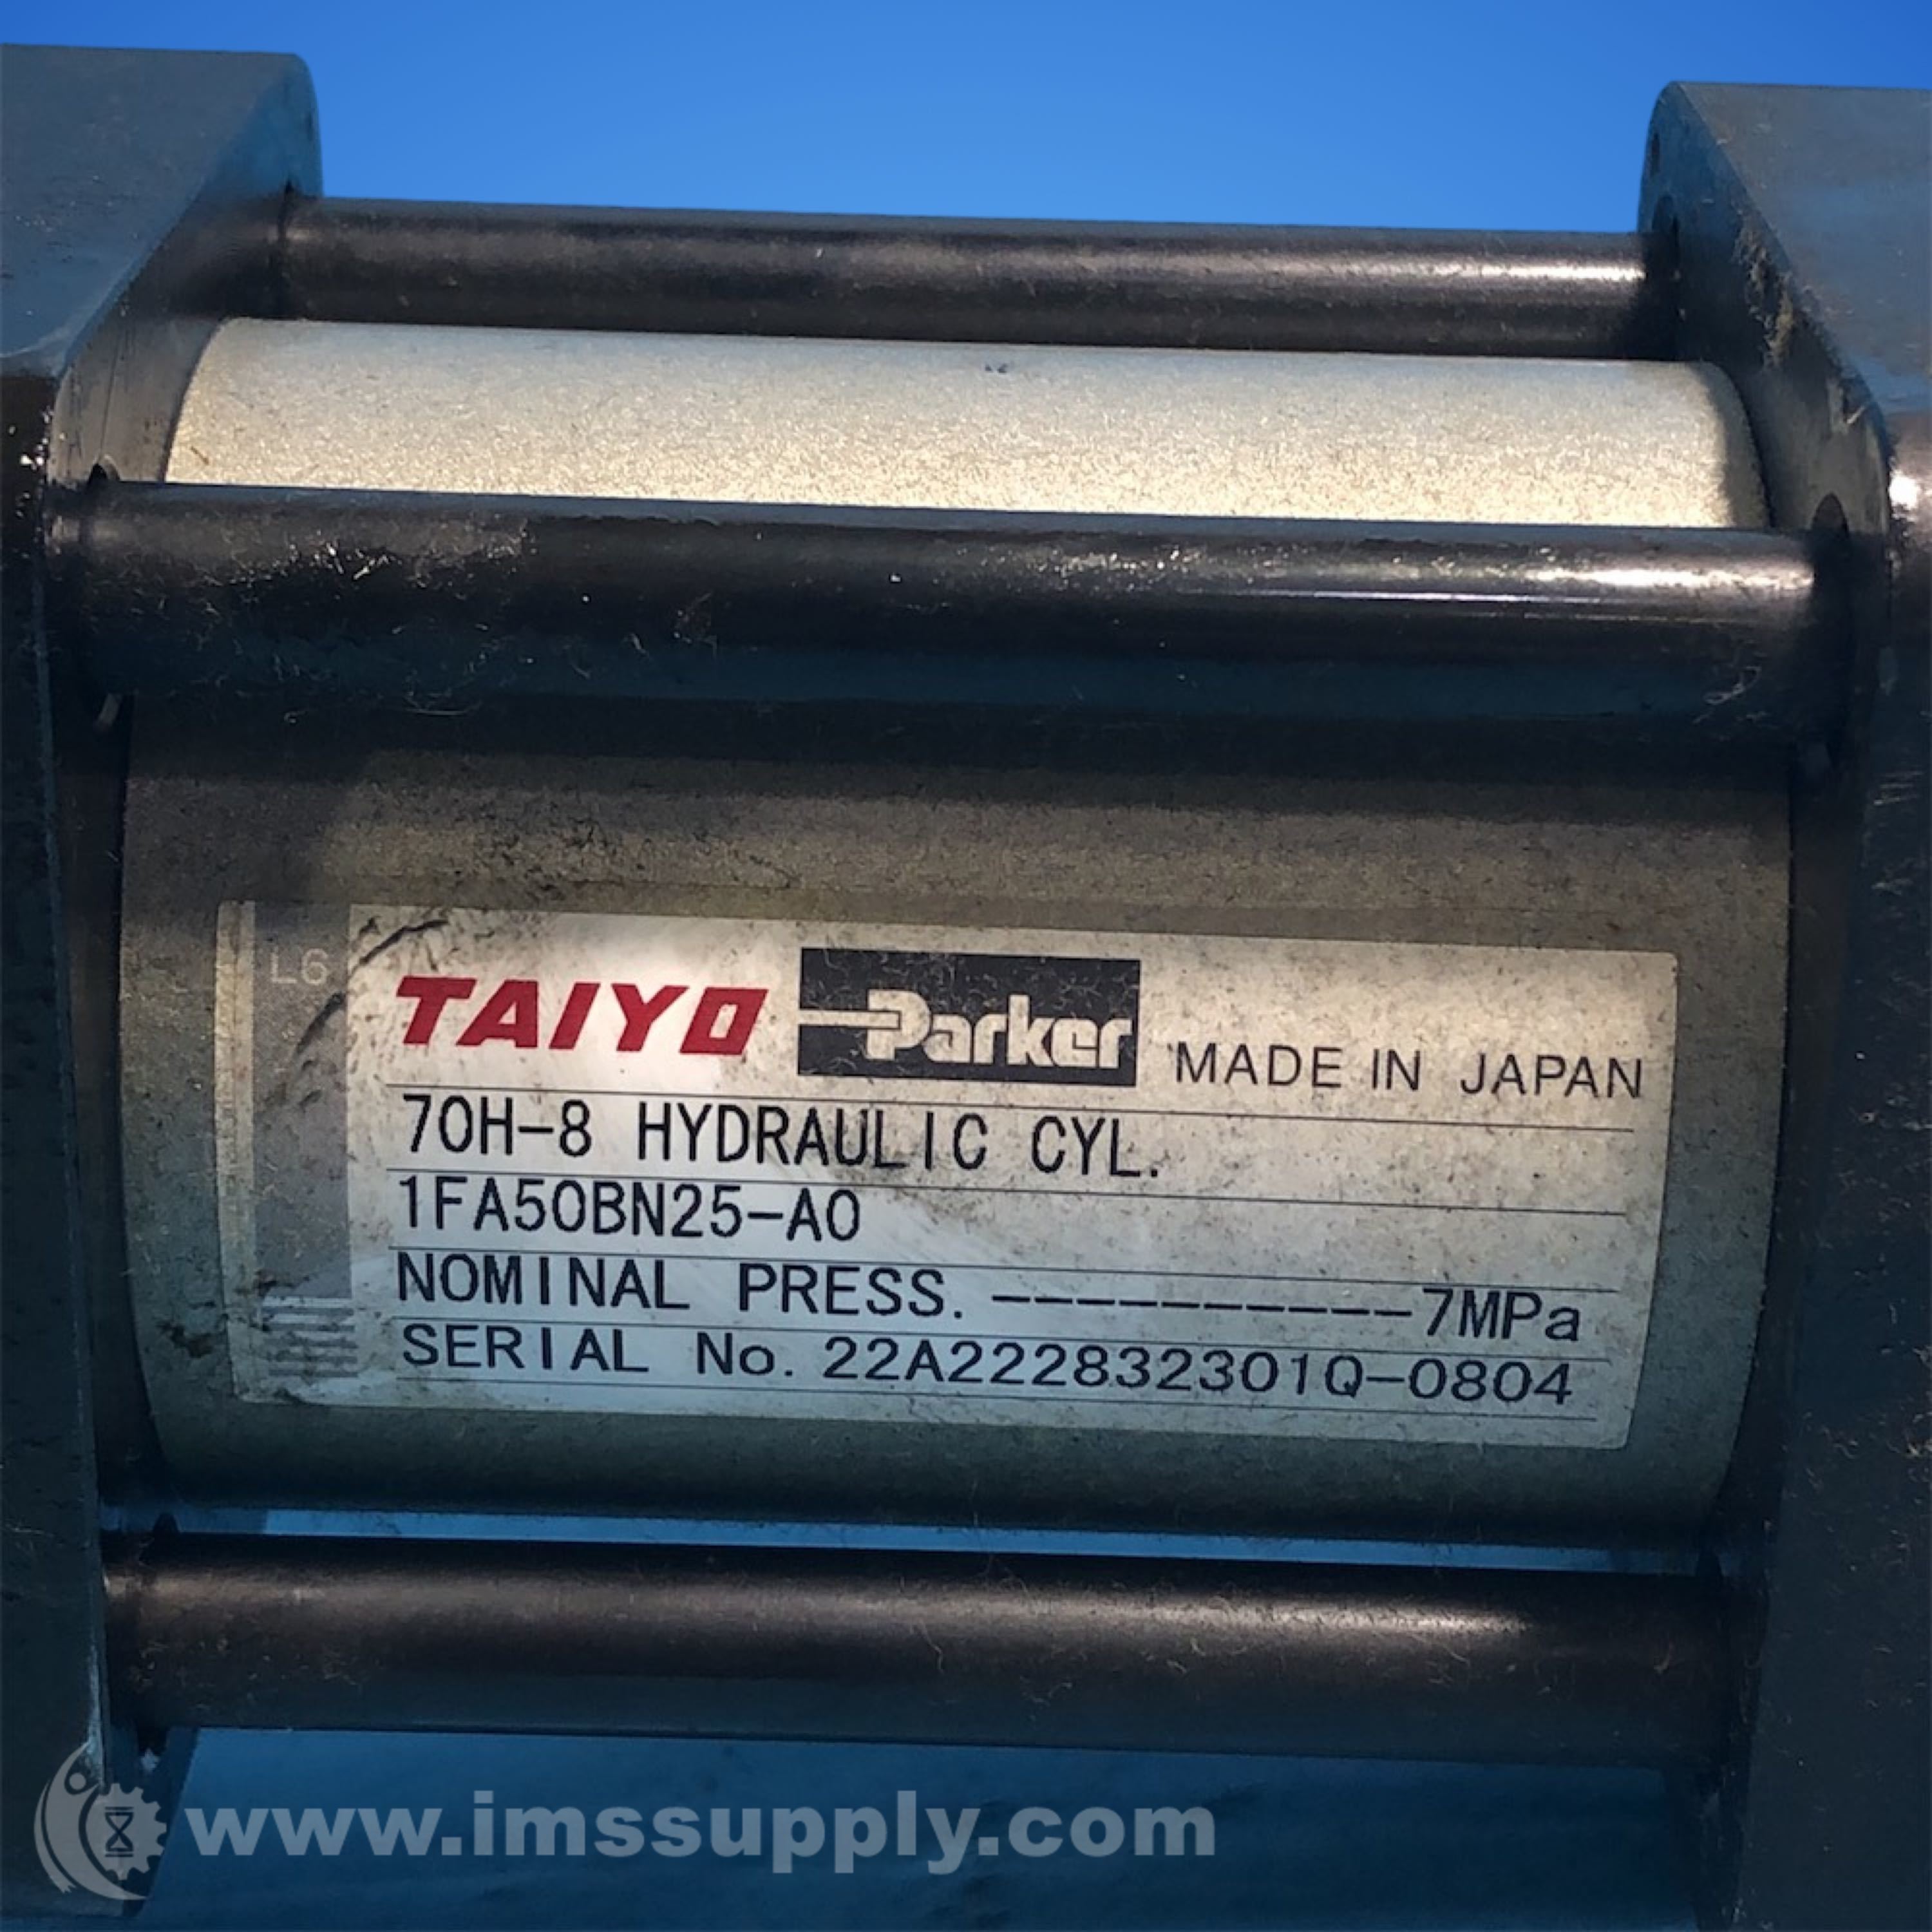 L6
TAIYO Parker MADE IN JAPAN
70H-8 HYDRAULIC CYL.
1FA50BN25-A0
NOMINAL PRESS. ---------------7MPa
SERIAL No. 22A222832301Q-0804
www.imssupply.com